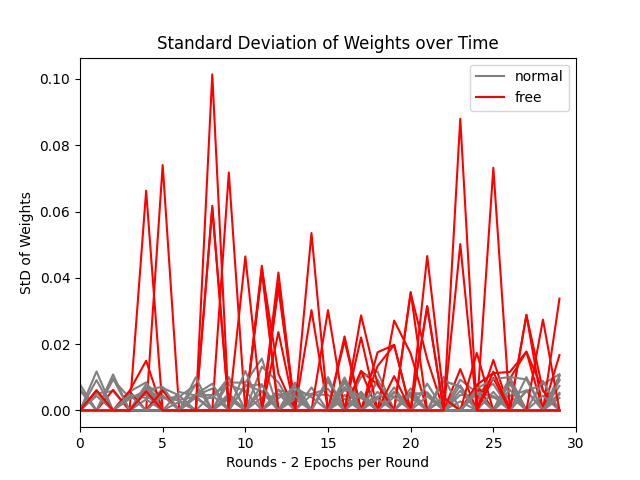 Standard Deviation of Weights over Time
normal
free
StD of Weights
0.10
0.08
0.06
0.04
0.02
0.00
0 5 10 15 20 25 30
Rounds - 2 Epochs per Round